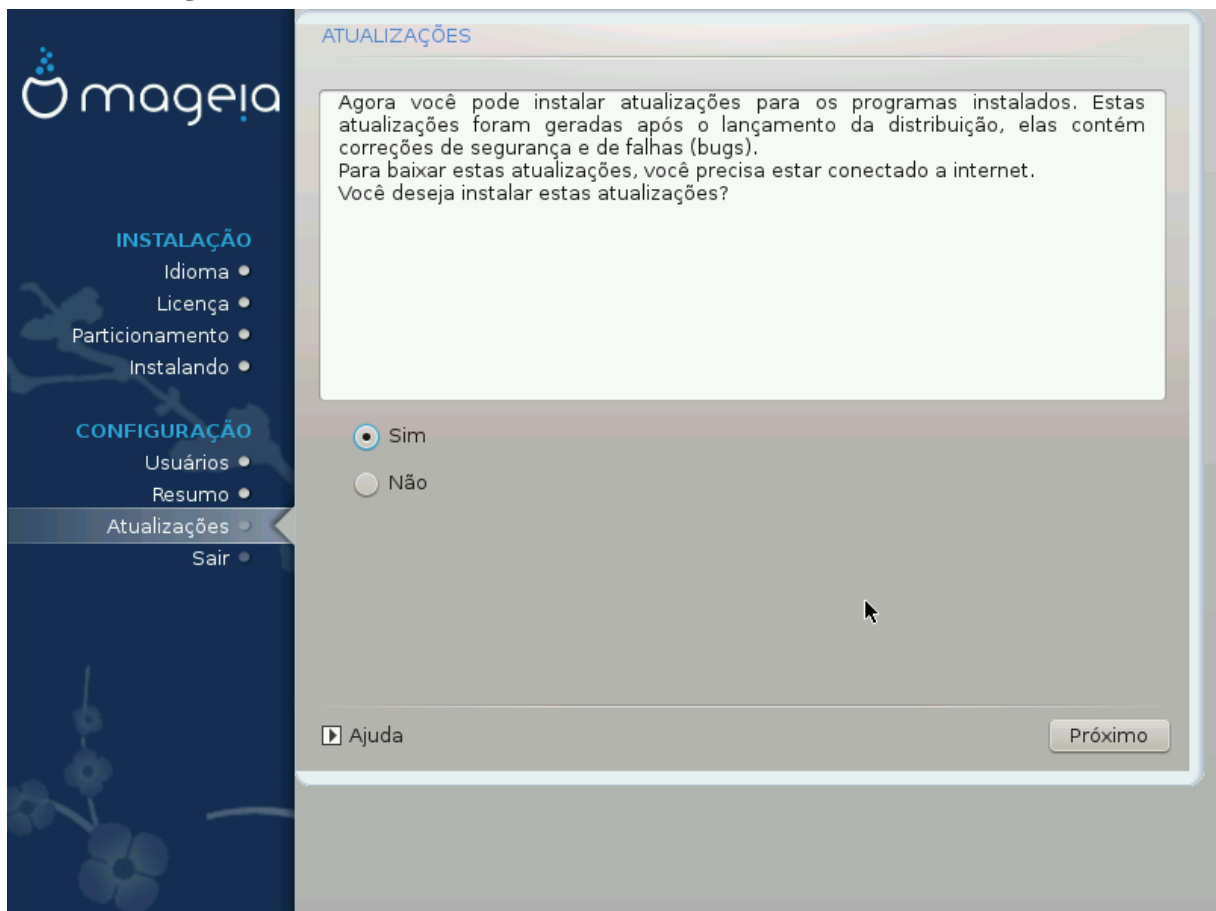 mageia
INSTALAÇÃO
Idioma
Licença
Particionamento
Instalando
CONFIGURAÇÃO
Usuários
Resumo
Atualizações
Sair
ATUALIZAÇÕES
Agora você pode instalar atualizações para os programas instalados. Estas
atualizações foram geradas após o lançamento da distribuição, elas contém
correções de segurança e de falhas (bugs).
Para baixar estas atualizações, você precisa estar conectado a internet.
Você deseja instalar estas atualizações?
Sim
Não
Ajuda
Próximo